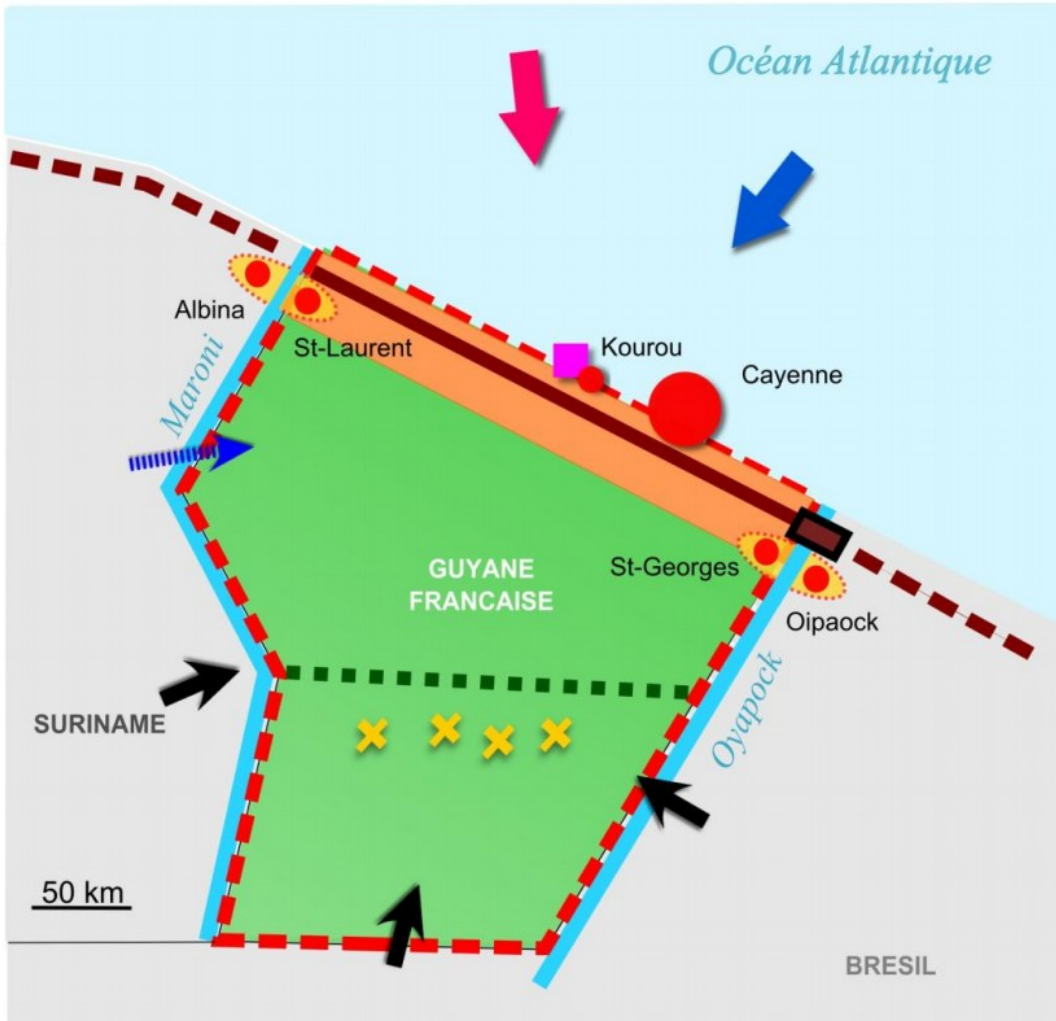 Océan Atlantique
Kourou
Cayenne
Albina
St-Laurent
Maroni
GUYANE
FRANCAISE
St-Georges
Oipaock
SURINAME
Oyapock
50 km
BRESIL